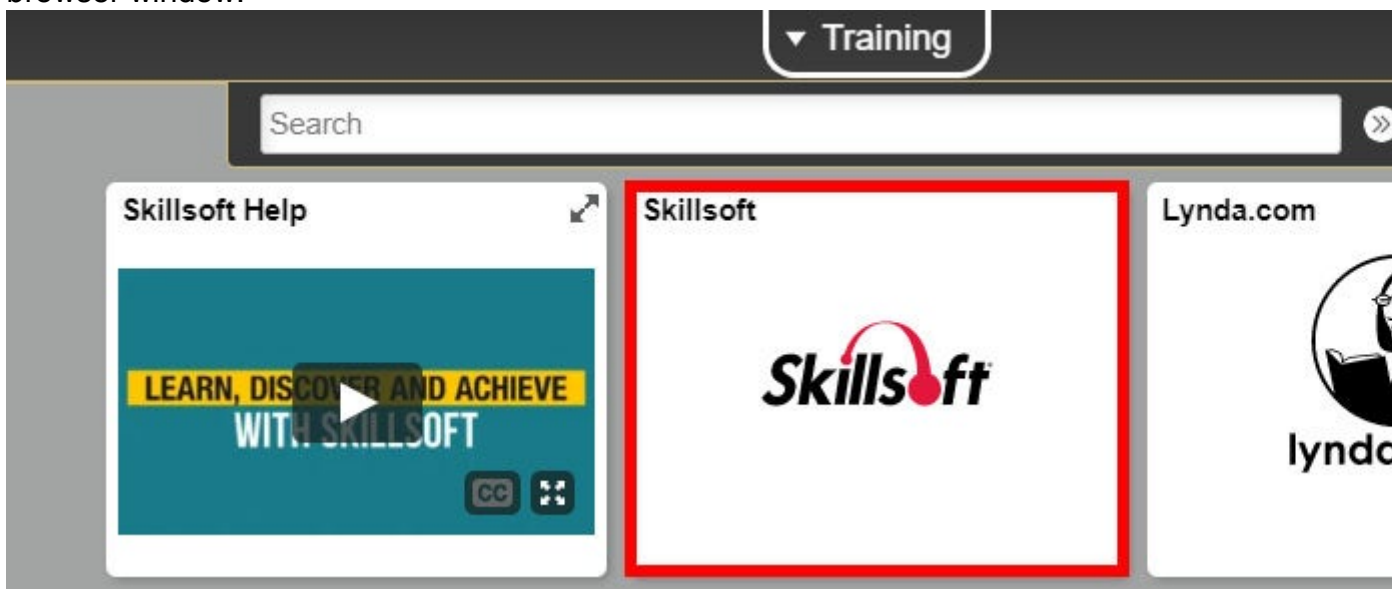 Training
Search
Skillsoft Help
Skillsoft
Lynda.com
LEARN, DISCOVER AND ACHIEVE
WITH SKILLSOFT
CC
Skillsoft